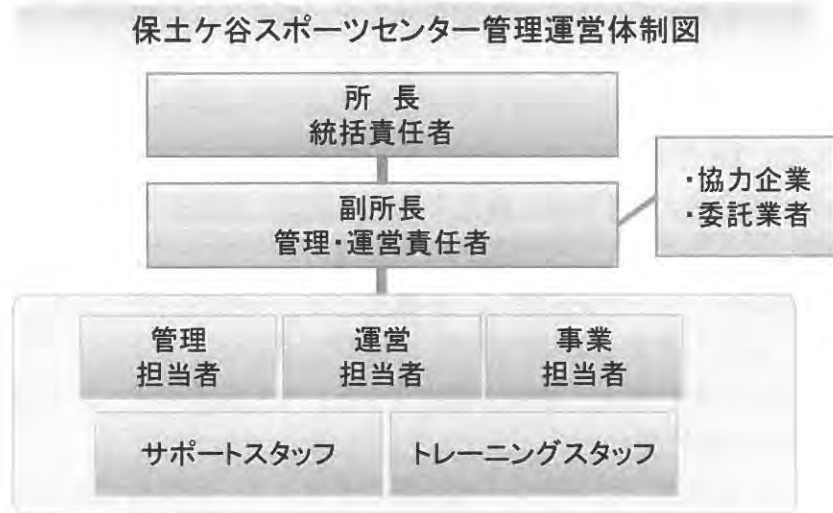 保土ケ谷スポーツセンター管理運営体制図
所 長
統括責任者
副所長
管理・運営責任者
・協力企業
・委託業者
管理
担当者
運営
担当者
事業
担当者
サポートスタッフ
トレーニングスタッフ